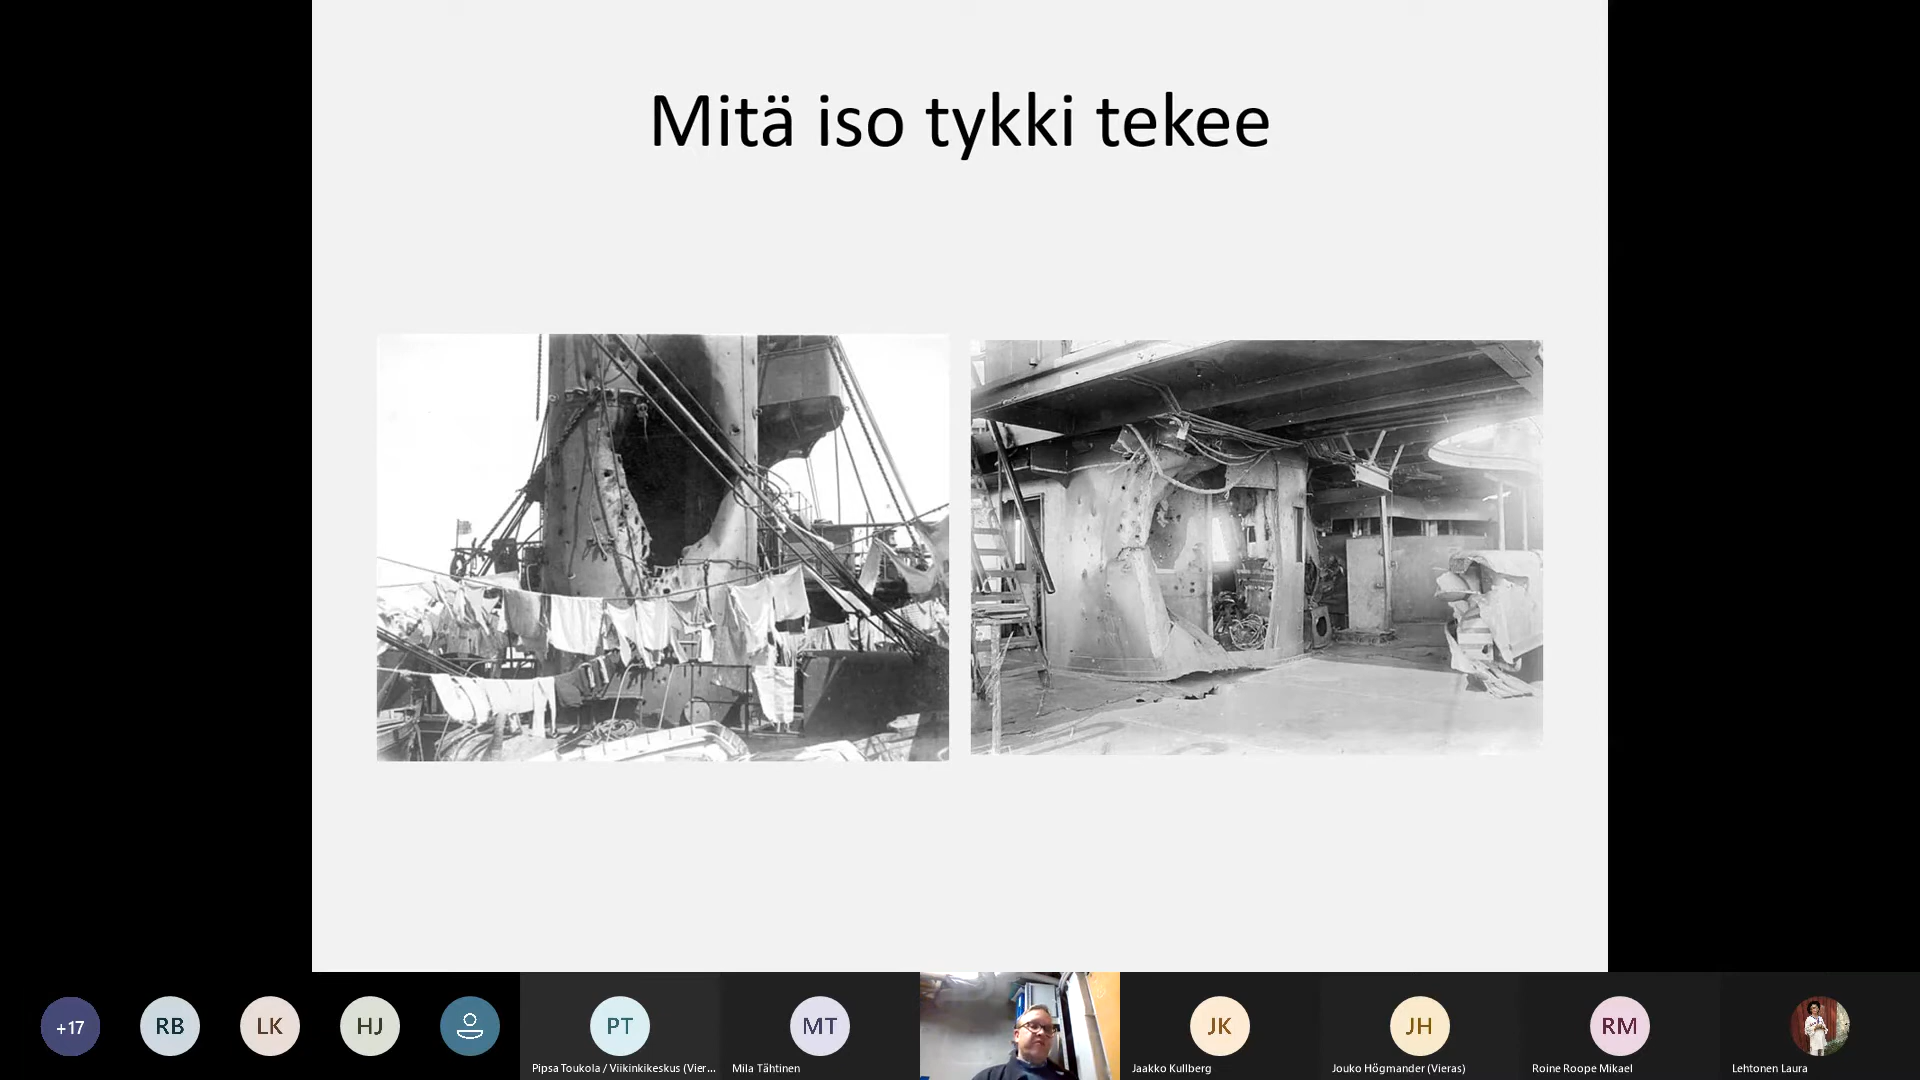 Mitä iso tykki tekee
+17
RB
LK
HJ
PT
MT
JK
JH
RM
Pipsa Toukola / Viikinkikeskus (Vier...
Mila Tähtinen
Jaakko Kullberg
Jouko Högmander (Vieras)
Roine Roope Mikael
Lehtonen Laura